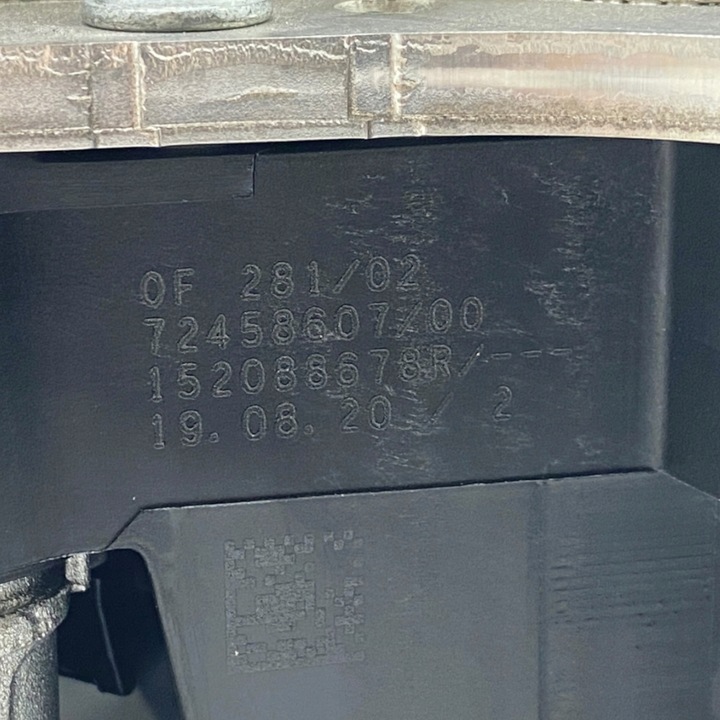 OF 281/02
72458607/00
152088678R/---
19.08.20 / 2